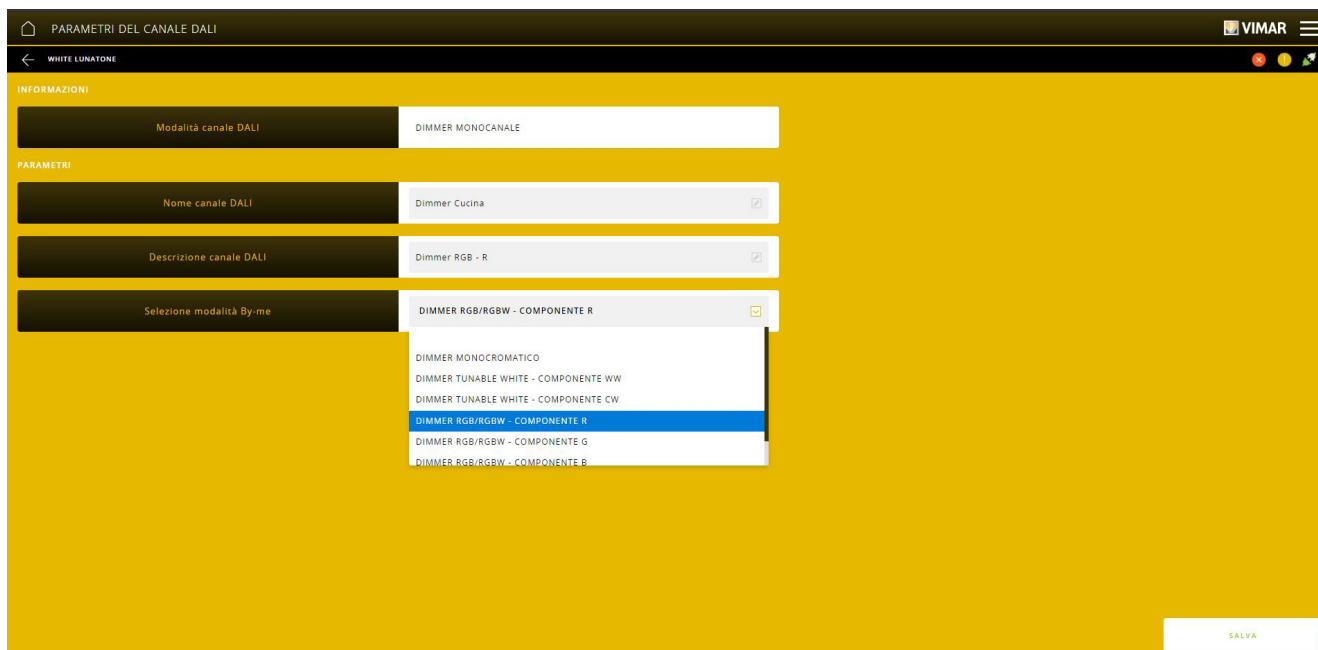 PARAMETRI DEL CANALE DALI
VIMAR
WHITE LUNATONE
INFORMAZIONI
Modalità canale DALI
DIMMER MONOCANALE
PARAMETRI
Nome canale DALI
Dimmer Cucina
Descrizione canale DALI
Dimmer RGB - R
Selezione modalità By-me
DIMMER RGB/RGBW - COMPONENTE R
DIMMER MONOCROMATICO
DIMMER TUNABLE WHITE - COMPONENTE WW
DIMMER TUNABLE WHITE - COMPONENTE CW
DIMMER RGB/RGBW - COMPONENTE R
DIMMER RGB/RGBW - COMPONENTE G
DIMMER RGB/RGBW - COMPONENTE B
SALVA